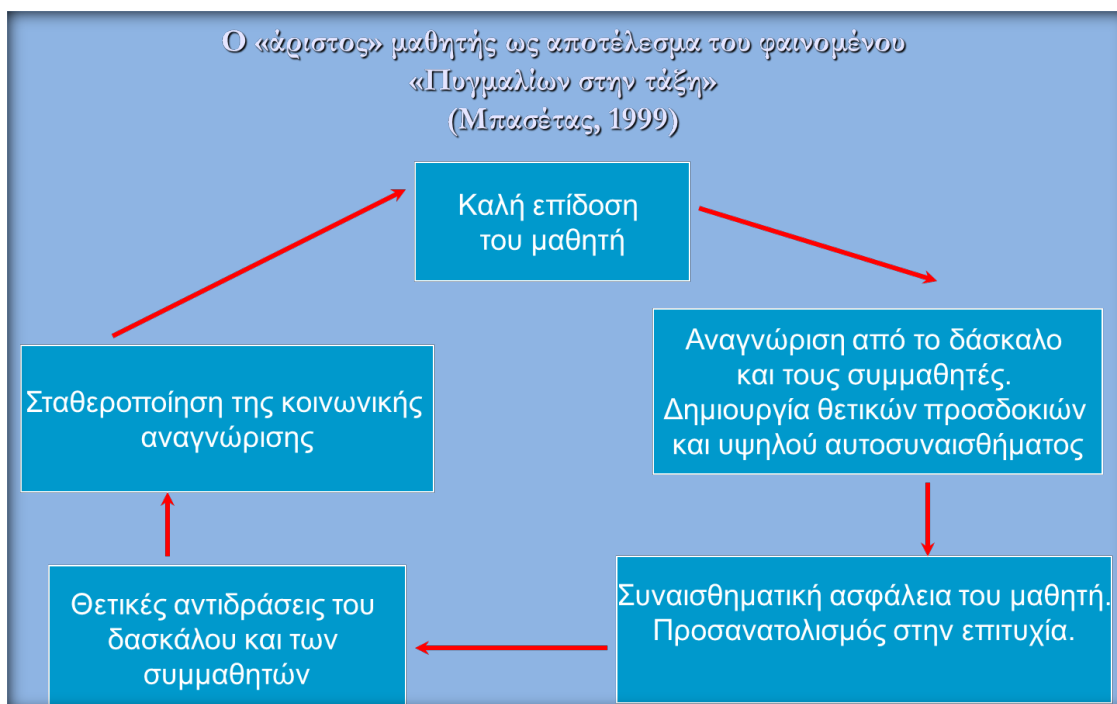 Ο «άριστος» μαθητής ως αποτέλεσμα του φαινομένου
«Πυγμαλίων στην τάξη»
(Μπασέτας, 1999)
Καλή επίδοση
του μαθητή
Αναγνώριση από το δάσκαλο
και τους συμμαθητές.
Δημιουργία θετικών προσδοκιών
και υψηλού αυτοσυναισθήματος
Συναισθηματική ασφάλεια του μαθητή.
Προσανατολισμός στην επιτυχία.
Θετικές αντιδράσεις του
δασκάλου και των
συμμαθητών
Σταθεροποίηση της κοινωνικής
αναγνώρισης